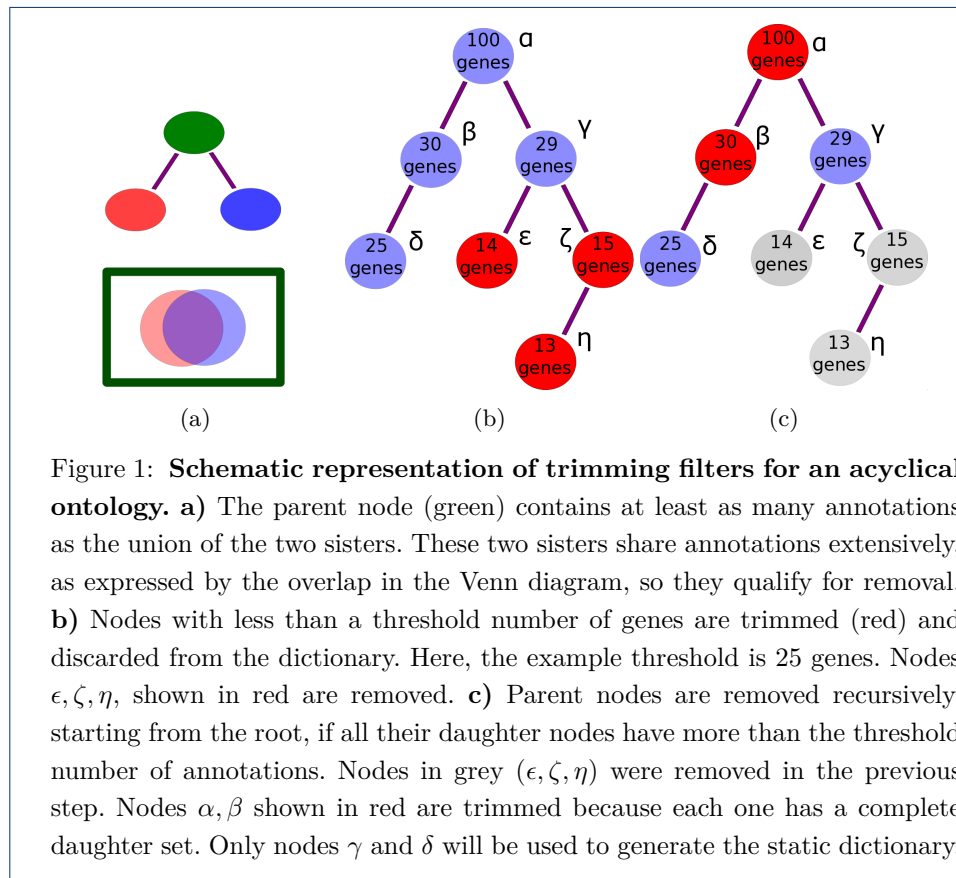 100 genes α
30 genes β
29 genes γ
25 genes δ
14 genes ε
15 genes ζ
13 genes η
100 genes α
30 genes β
29 genes γ
25 genes δ
14 genes ε
15 genes ζ
13 genes η
(a) (b) (c)
Figure 1: Schematic representation of trimming filters for an acyclical
ontology. a) The parent node (green) contains at least as many annotations
as the union of the two sisters. These two sisters share annotations extensively,
as expressed by the overlap in the Venn diagram, so they qualify for removal.
b) Nodes with less than a threshold number of genes are trimmed (red) and
discarded from the dictionary. Here, the example threshold is 25 genes. Nodes
ϵ, ζ, η, shown in red are removed. c) Parent nodes are removed recursively
starting from the root, if all their daughter nodes have more than the threshold
number of annotations. Nodes in grey (ϵ, ζ, η) were removed in the previous
step. Nodes α, β shown in red are trimmed because each one has a complete
daughter set. Only nodes γ and δ will be used to generate the static dictionary.